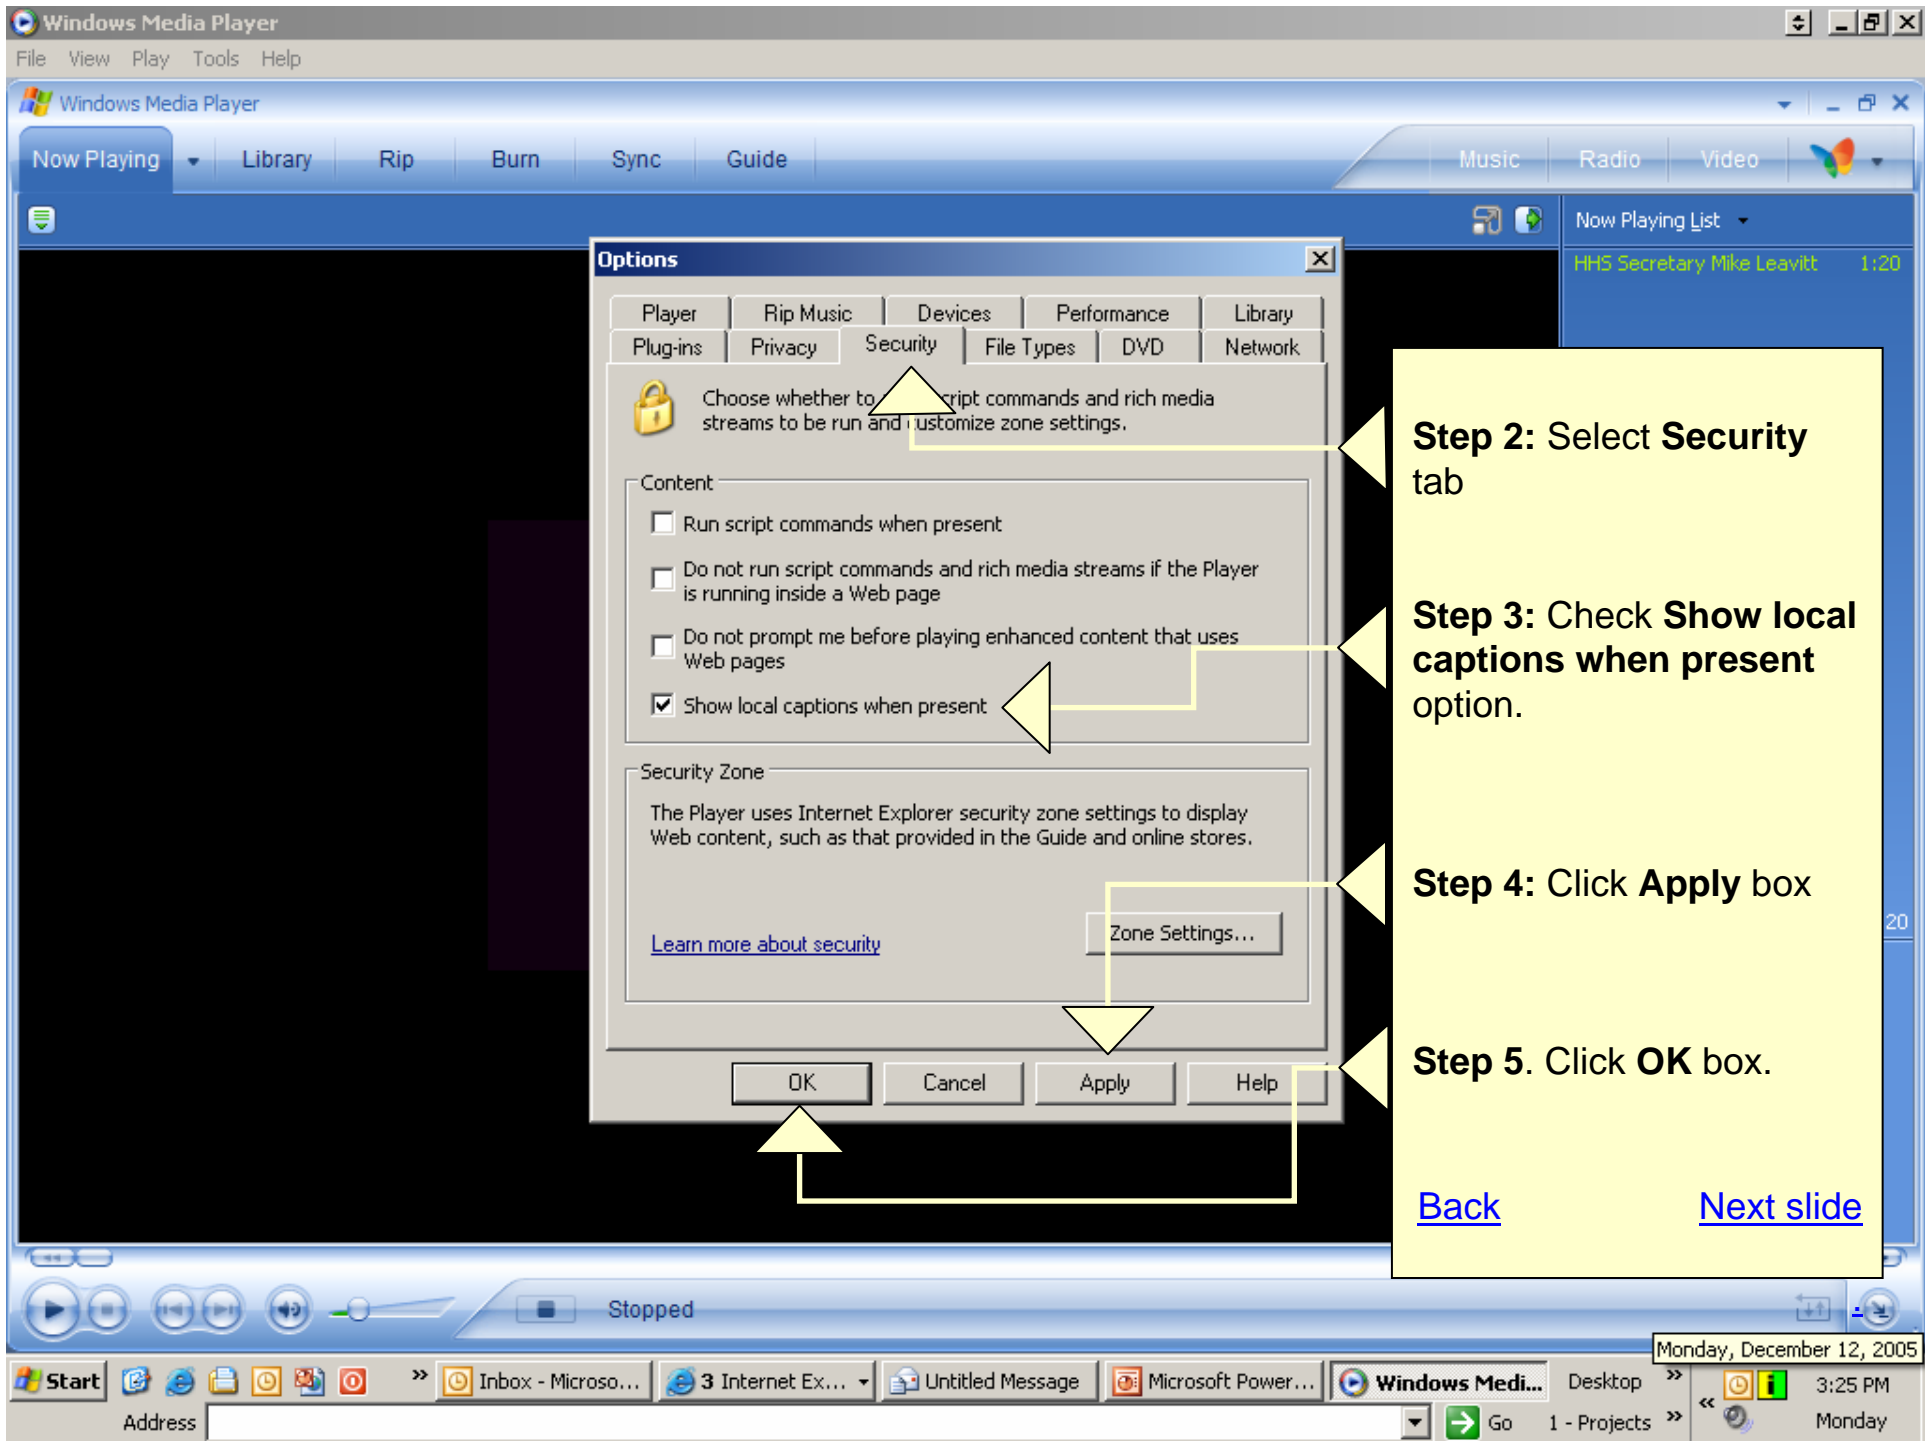 Windows Media Player
File View Play Tools Help
Windows Media Player
Now Playing Library Rip Burn Sync Guide Music Radio Video
Now Playing List
HHS Secretary Mike Leavitt 1:20
Options
Player Rip Music Devices Performance Library
Plug-ins Privacy Security File Types DVD Network
Choose whether to cript commands and rich media
streams to be run and customize zone settings.
Content
Run script commands when present
Do not run script commands and rich media streams if the Player
is running inside a Web page
Do not prompt me before playing enhanced content that uses
Web pages
Show local captions when present
Security Zone
The Player uses Internet Explorer security zone settings to display
Web content, such as that provided in the Guide and online stores.
Learn more about security
Zone Settings...
OK Cancel Apply Help
Step 2: Select Security
tab
Step 3: Check Show local
captions when present
option.
Step 4: Click Apply box
20
Step 5. Click OK box.
Back Next slide
Stopped
.
Monday, December 12, 2005
Start » Inbox - Microso... 3 Internet Ex... Untitled Message Microsoft Power... Windows Medi... Desktop » « 3:25 PM
Address Go 1 - Projects » Monday